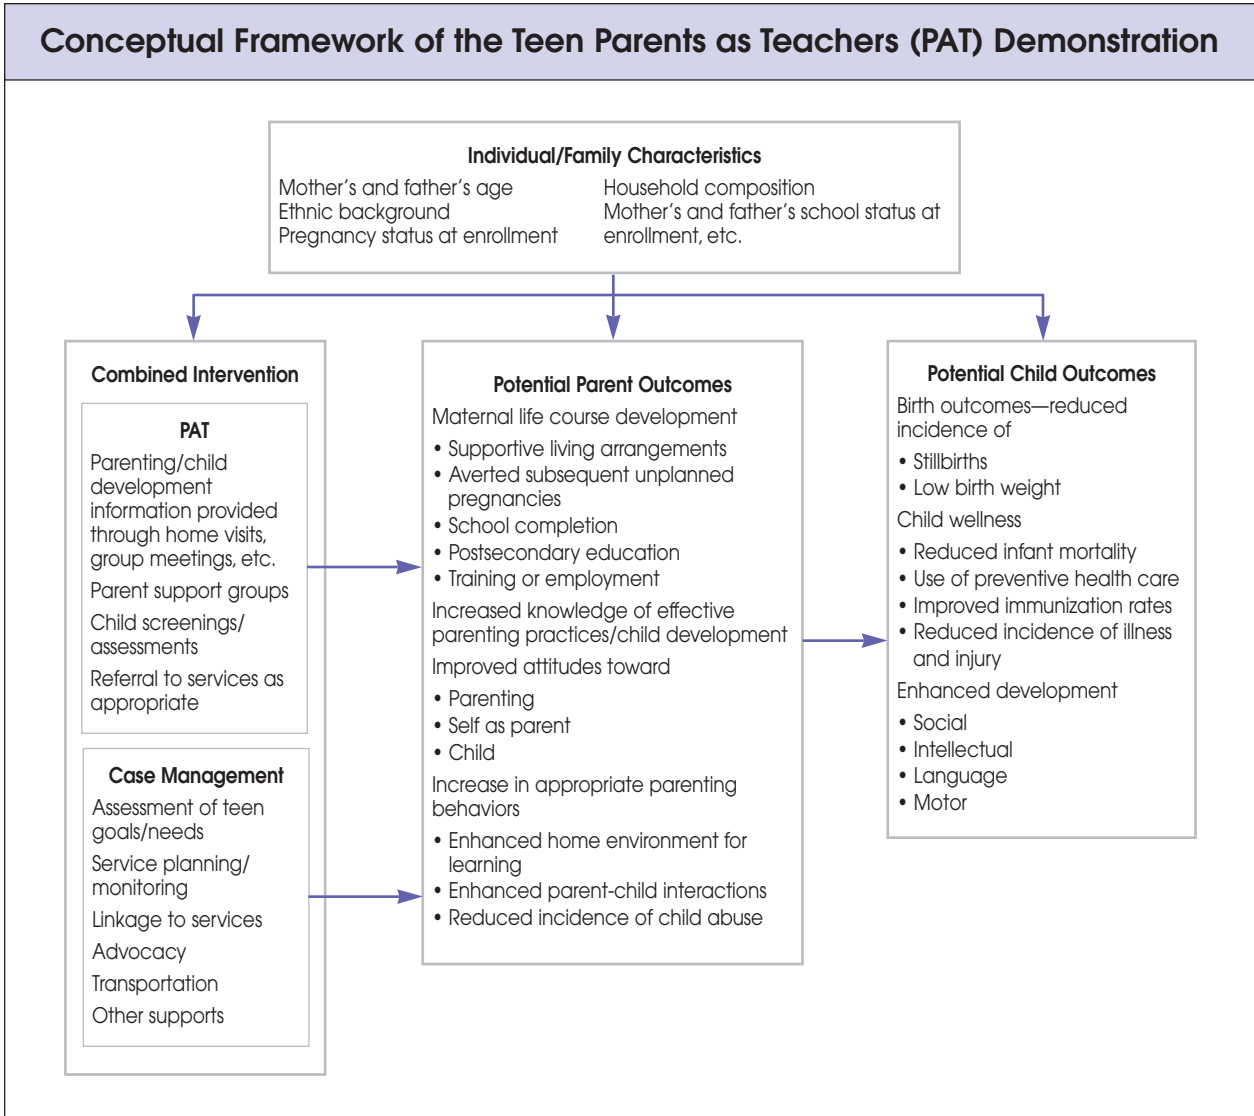 Conceptual Framework of the Teen Parents as Teachers (PAT) Demonstration
Individual/Family Characteristics
Mother's and father's age
Ethnic background
Pregnancy status at enrollment
Household composition
Mother's and father's school status at
enrollment, etc.
Combined Intervention
PAT
Parenting/child
development
information provided
through home visits,
group meetings, etc.
Parent support groups
Child screenings/
assessments
Referral to services as
appropriate
Case Management
Assessment of teen
goals/needs
Service planning/
monitoring
Linkage to services
Advocacy
Transportation
Other supports
Potential Parent Outcomes
Maternal life course development
• Supportive living arrangements
• Averted subsequent unplanned
pregnancies
• School completion
• Postsecondary education
• Training or employment
Increased knowledge of effective
parenting practices/child development
Improved attitudes toward
• Parenting
• Self as parent
• Child
Increase in appropriate parenting
behaviors
• Enhanced home environment for
learning
• Enhanced parent-child interactions
• Reduced incidence of child abuse
Potential Child Outcomes
Birth outcomes—reduced
incidence of
• Stillbirths
• Low birth weight
Child wellness
• Reduced infant mortality
• Use of preventive health care
• Improved immunization rates
• Reduced incidence of illness
and injury
Enhanced development
• Social
• Intellectual
• Language
• Motor